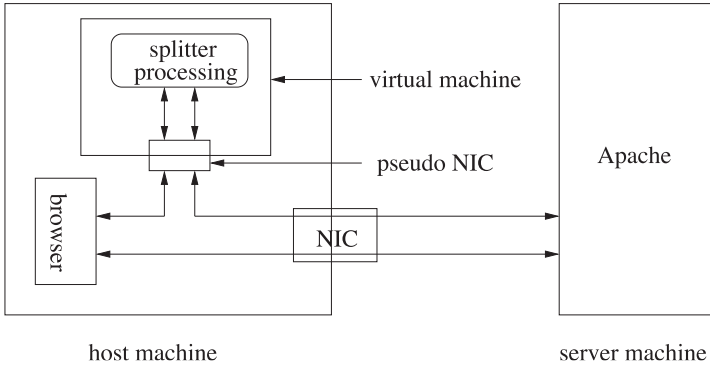 splitter
processing
virtual machine
pseudo NIC
Apache
browser
NIC
host machine
server machine